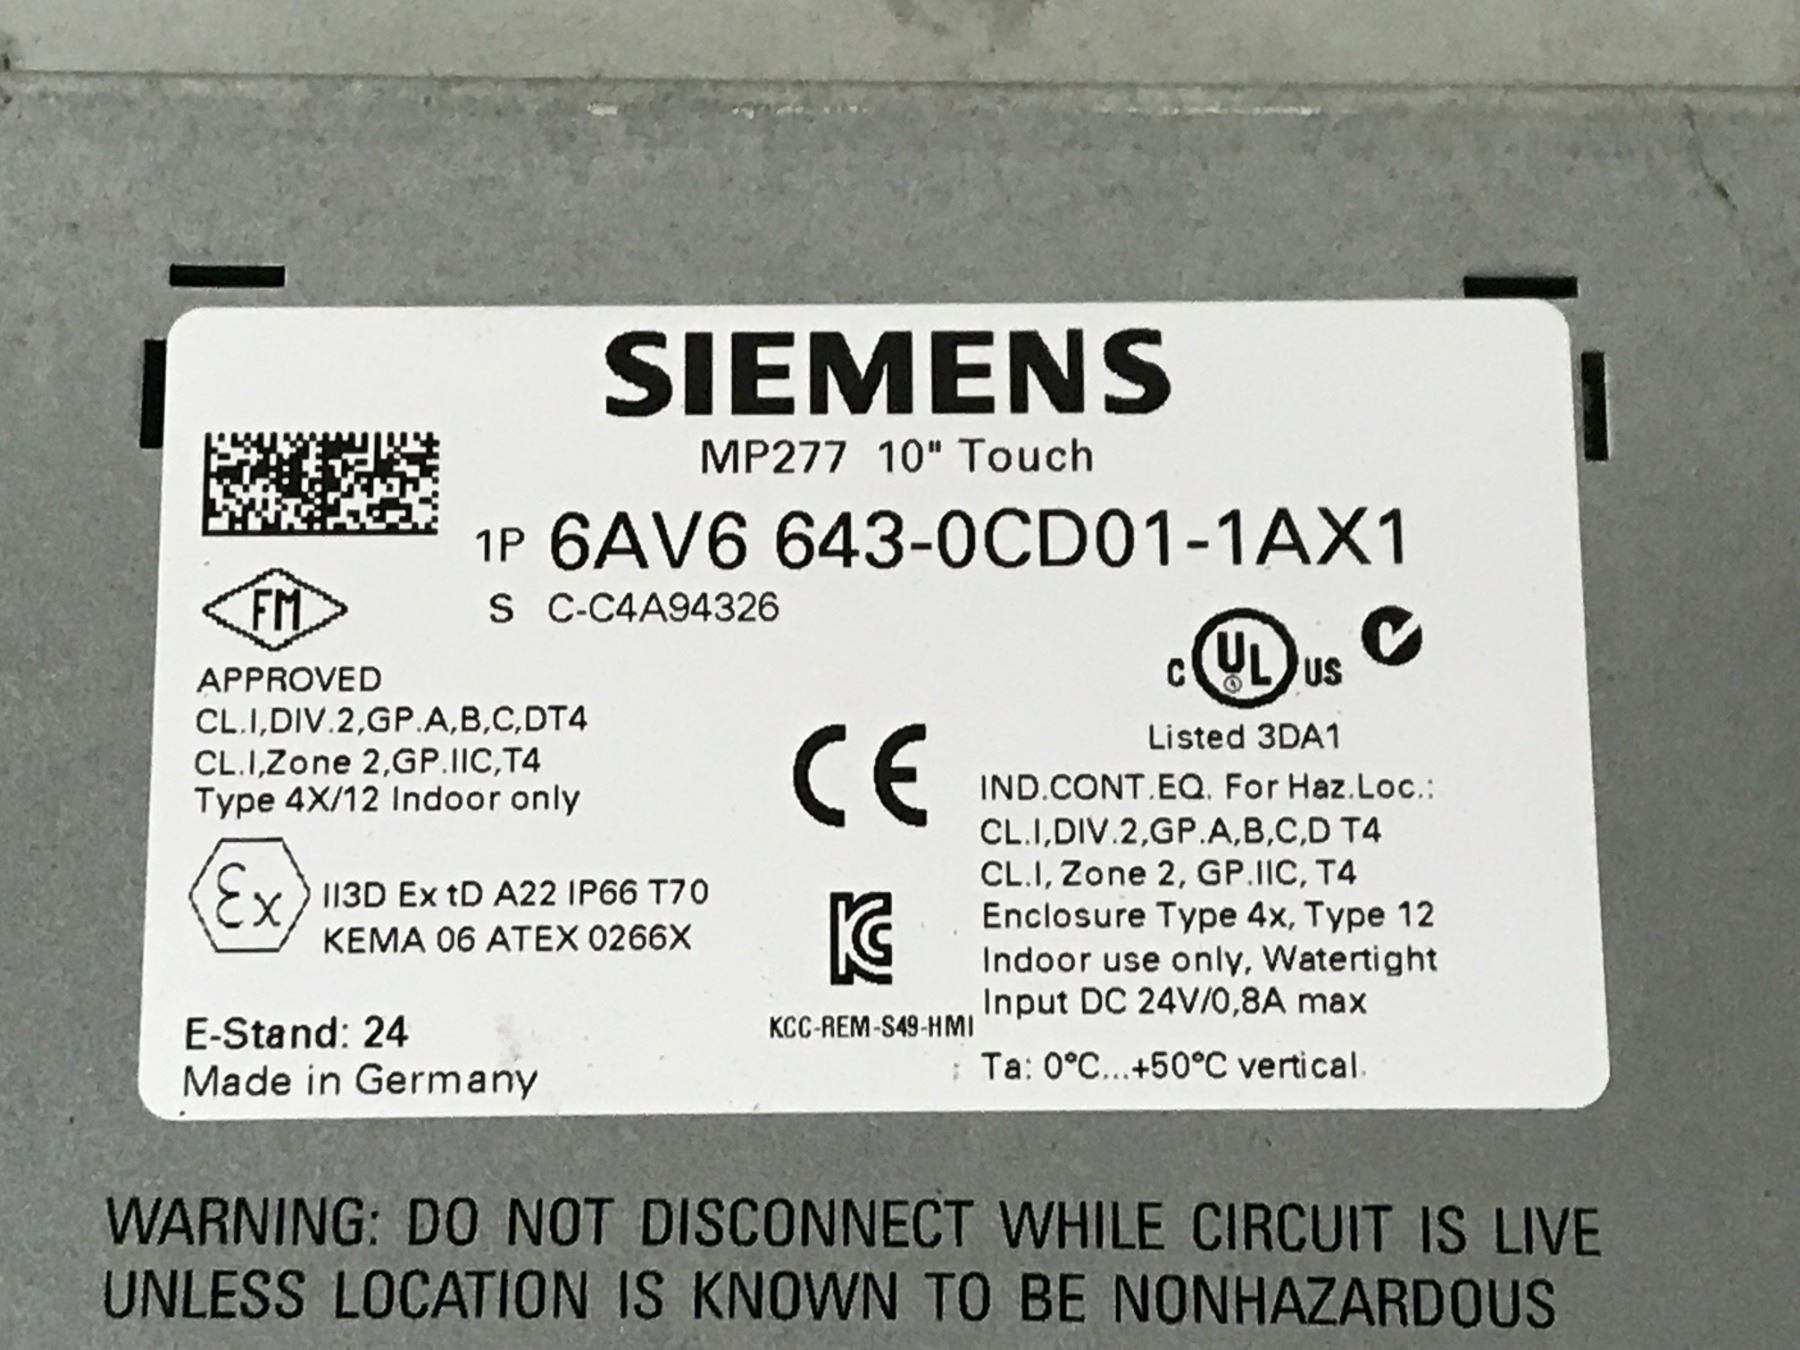 SIEMENS
MP277 10" Touch
1P 6AV6 643-0CD01-1AX1
S C-C4A94326
FM
APPROVED
CL.I,DIV.2,GP.A,B,C,DT4
CL.I,Zone 2,GP.IIC,T4
Type 4X/12 Indoor only
Ex II3D Ex tD A22 IP66 T70
KEMA 06 ATEX 0266X
E-Stand: 24
Made in Germany
CE
KC
KCC-REM-S49-HMI
C UL US
Listed 3DA1
IND.CONT.EQ. For Haz.Loc.:
CL.I,DIV.2,GP.A,B,C,D T4
CL.I, Zone 2, GP.IIC, T4
Enclosure Type 4x, Type 12
Indoor use only, Watertight
Input DC 24V/0,8A max
Ta: 0°C...+50°C vertical.
WARNING: DO NOT DISCONNECT WHILE CIRCUIT IS LIVE
UNLESS LOCATION IS KNOWN TO BE NONHAZARDOUS